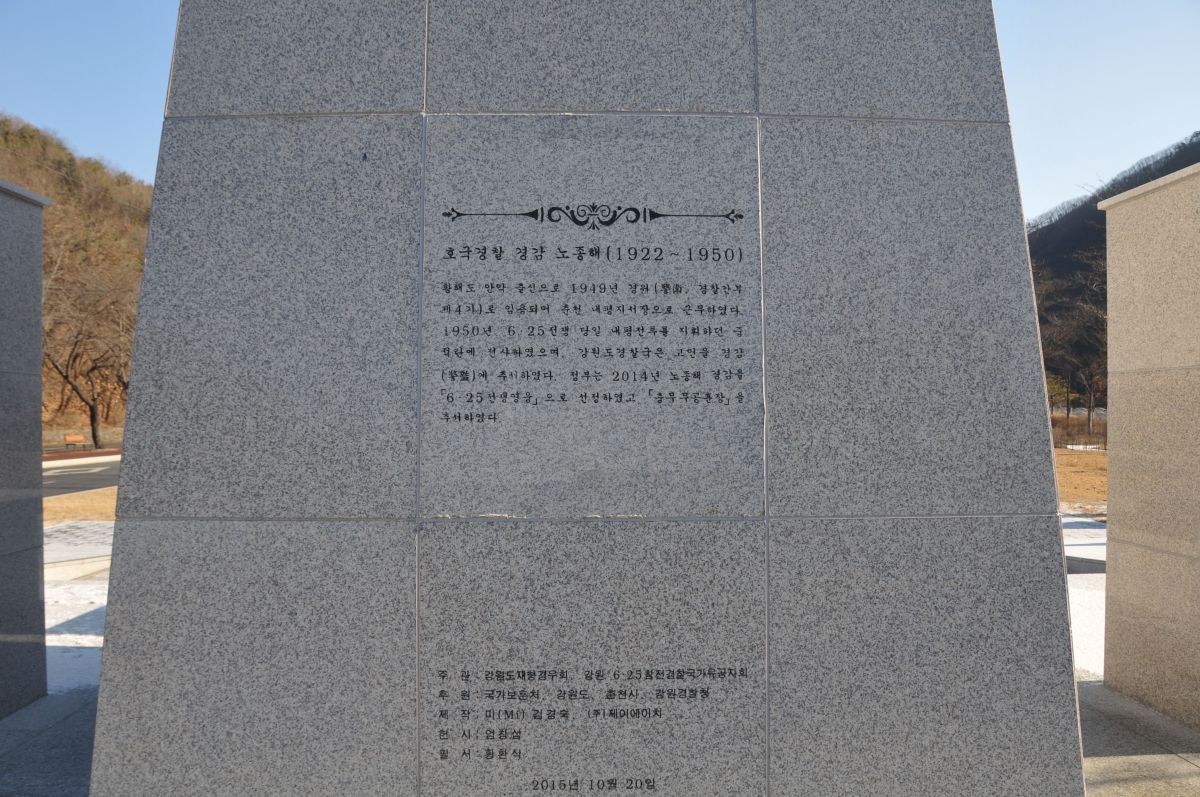 호국경찰 경감 노종해(1922~1950)
황해도 안악 출신으로 1949년 경위(警衛, 경찰간부
제4기)로 임용되어 춘천 내평지서장으로 근무하였다.
1950년 6.25전쟁 당일 내평전투를 지휘하던 중
적탄에 전사하였으며, 강원도경찰국은 고인을 경감
(警監)에 추서하였다. 정부는 2014년 노종해 경감을
「6·25전쟁영웅」으로 선정하였고 「충무무공훈장」을
추서하였다.
주 관 : 강원도재향경우회, 강원 6·25참전경찰국가유공자회
후 원 : 국가보훈처, 강원도, 춘천시, 강원경찰청
제 작 : 미(Mi) 김경숙, (주)제이에이치
헌 시 : 엄창섭
필 서 : 황환식
2015년 10월 20일